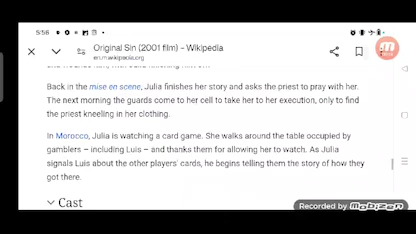 5:56
Original Sin (2001 film) - Wikipedia
en.m.wikipedia.org
Back in the mise en scene, Julia finishes her story and asks the priest to pray with her.
The next morning the guards come to her cell to take her to her execution, only to find
the priest kneeling in her clothing.
In Morocco, Julia is watching a card game. She walks around the table occupied by
gamblers – including Luis – and thanks them for allowing her to watch. As Julia
signals Luis about the other players' cards, he begins telling them the story of how they
got there.
Cast
Recorded by mobizen